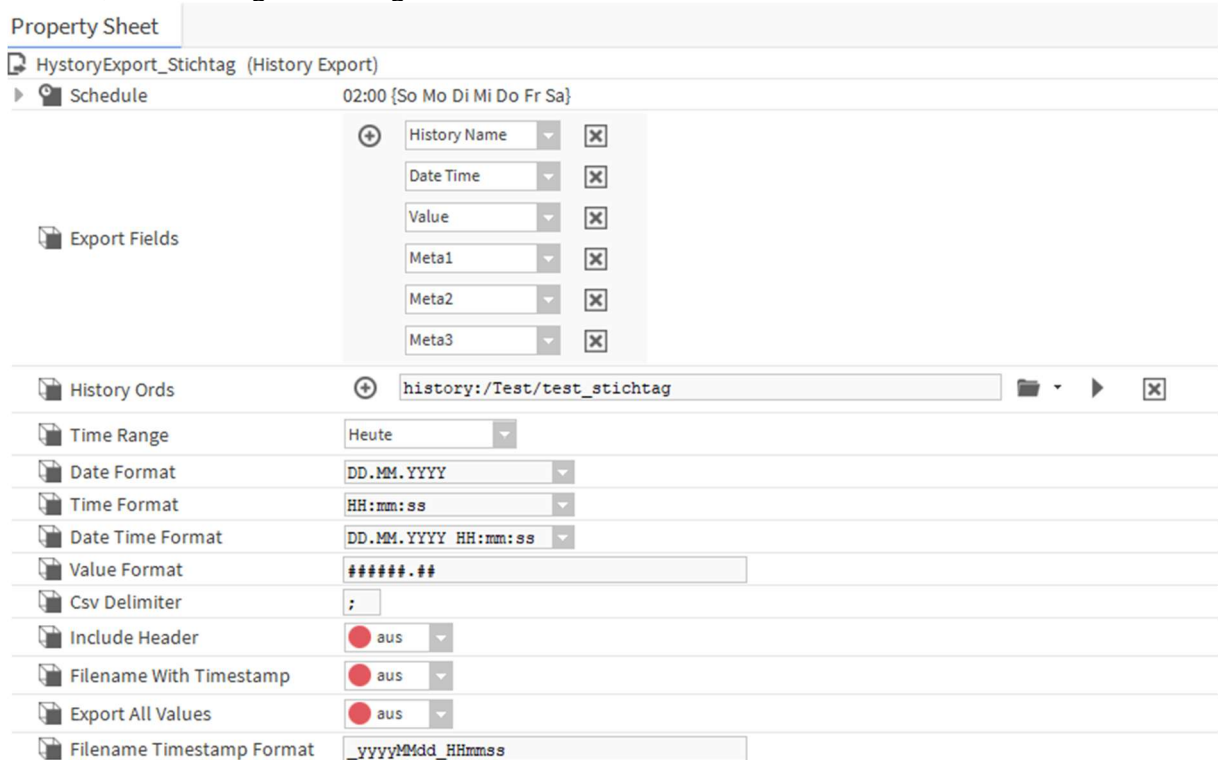 Property Sheet
HystoryExport_Stichtag (History Export)
Schedule 02:00 {So Mo Di Mi Do Fr Sa}
History Name
Date Time
Value
Export Fields
Meta1
Meta2
Meta3
History Ords history:/Test/test_stichtag
Time Range Heute
Date Format DD.MM.YYYY
Time Format HH:mm:ss
Date Time Format DD.MM.YYYY HH:mm:ss
Value Format ######.##
Csv Delimiter ;
Include Header aus
Filename With Timestamp aus
Export All Values aus
Filename Timestamp Format _yyyyMMdd_HHmmss